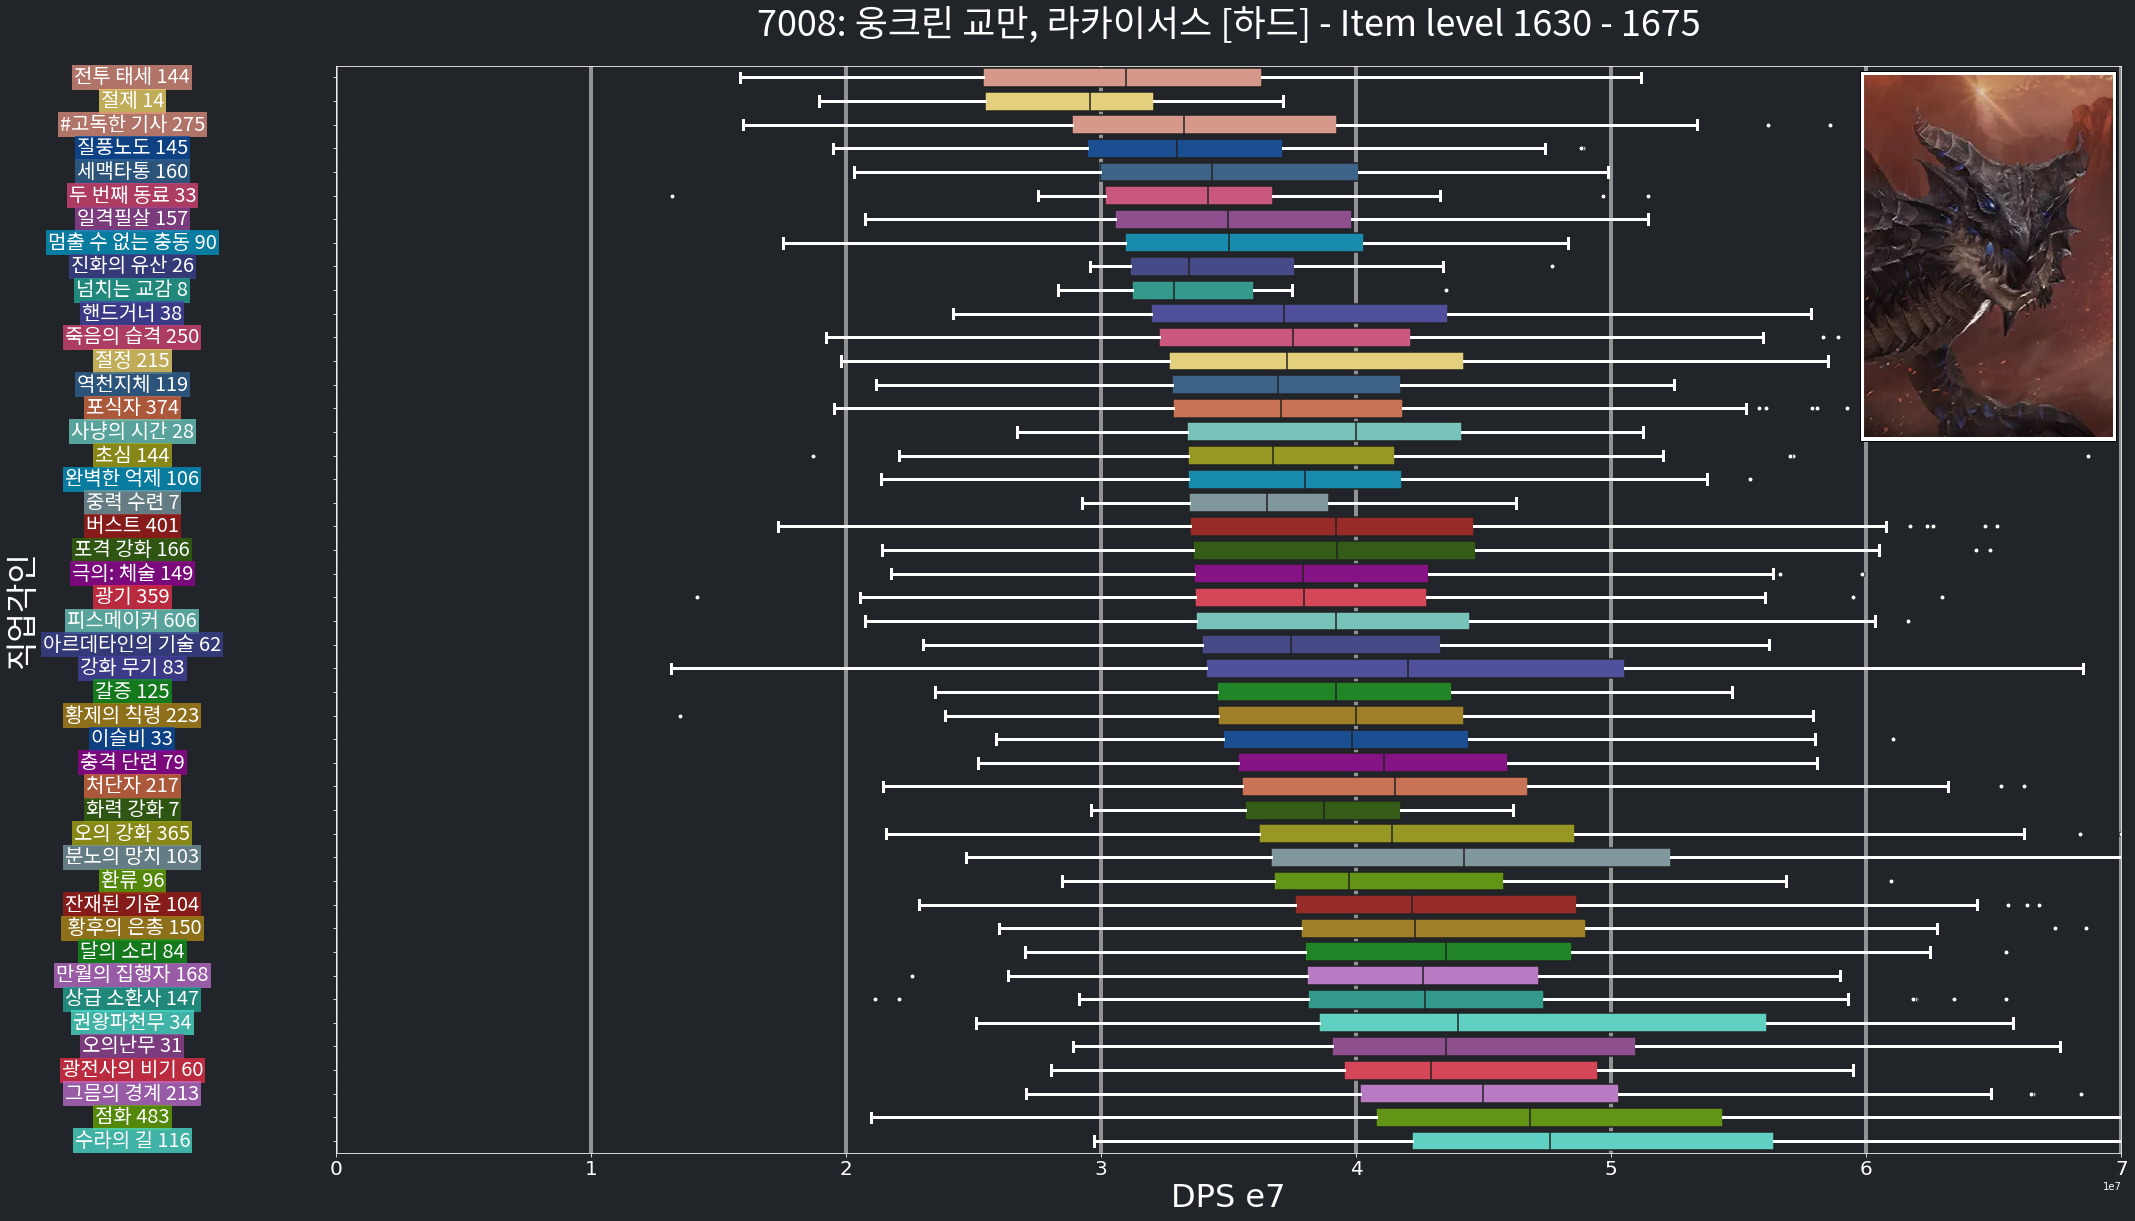 7008: 웅크린 교만, 라카이서스 [하드] - Item level 1630 - 1675
직업각인
전투 태세 144
절제 14
#고독한 기사 275
질풍노도 145
세맥타통 160
두 번째 동료 33
일격필살 157
멈출 수 없는 충동 90
진화의 유산 26
넘치는 교감 8
핸드거너 38
죽음의 습격 250
절정 215
역천지체 119
포식자 374
사냥의 시간 28
초심 144
완벽한 억제 106
중력 수련 7
버스트 401
포격 강화 166
극의: 체술 149
광기 359
피스메이커 606
아르데타인의 기술 62
강화 무기 83
갈증 125
황제의 칙령 223
이슬비 33
충격 단련 79
처단자 217
화력 강화 7
오의 강화 365
분노의 망치 103
환류 96
잔재된 기운 104
황후의 은총 150
달의 소리 84
만월의 집행자 168
상급 소환사 147
권왕파천무 34
오의난무 31
광전사의 비기 60
그믐의 경계 213
점화 483
수라의 길 116
0 1 2 3 4 5 6 7
1e7
DPS e7